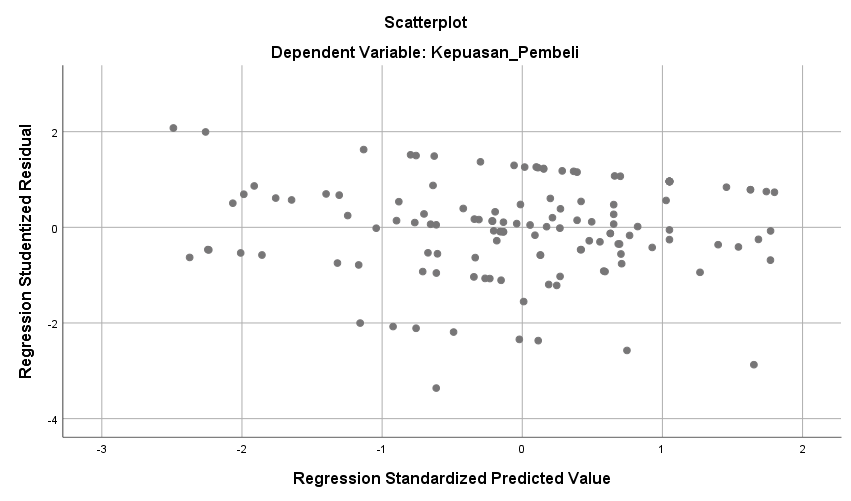 Scatterplot
Dependent Variable: Kepuasan_Pembeli
Regression Studentized Residual
2
0
-2
-4
-3
-2
-1
0
1
2
Regression Standardized Predicted Value